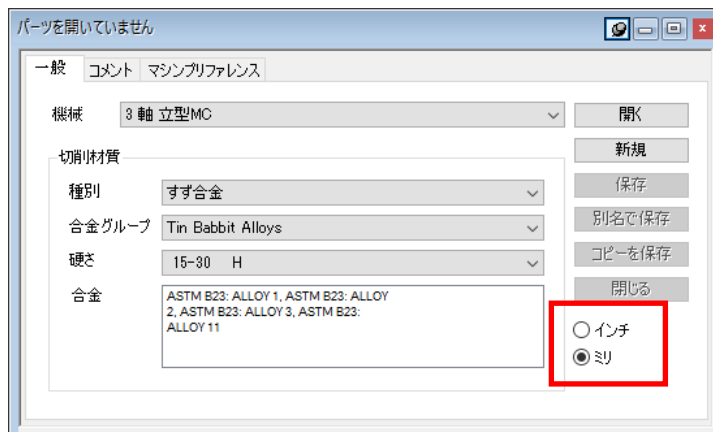 パーツを開いていません
一般 コメント マシンプリファレンス
機械 3 軸 立型MC
開く
新規
保存
別名で保存
コピーを保存
閉じる
切削材質
種別 すず合金
合金グループ Tin Babbit Alloys
硬さ 15-30 H
合金
ASTM B23: ALLOY 1, ASTM B23: ALLOY
2, ASTM B23: ALLOY 3, ASTM B23:
ALLOY 11
インチ
ミリ